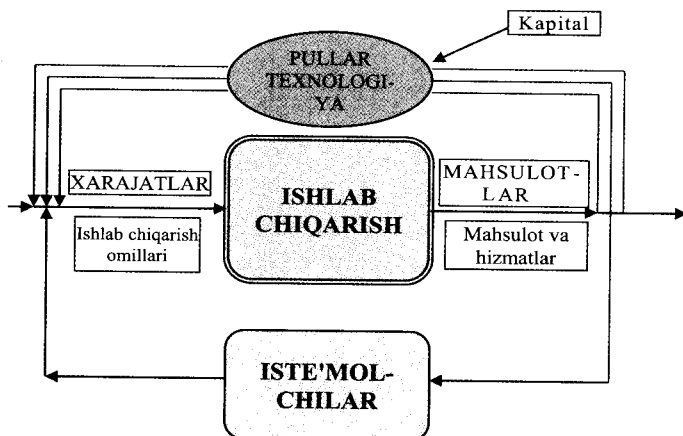 Kapital
PULLAR
TEXNOLOGI-
YA
XARAJATLAR
Ishlab chiqarish
omillari
ISHLAB
CHIQARISH
MAHSULOT-
LAR
Mahsulot va
hizmatlar
ISTE'MOL-
CHILAR